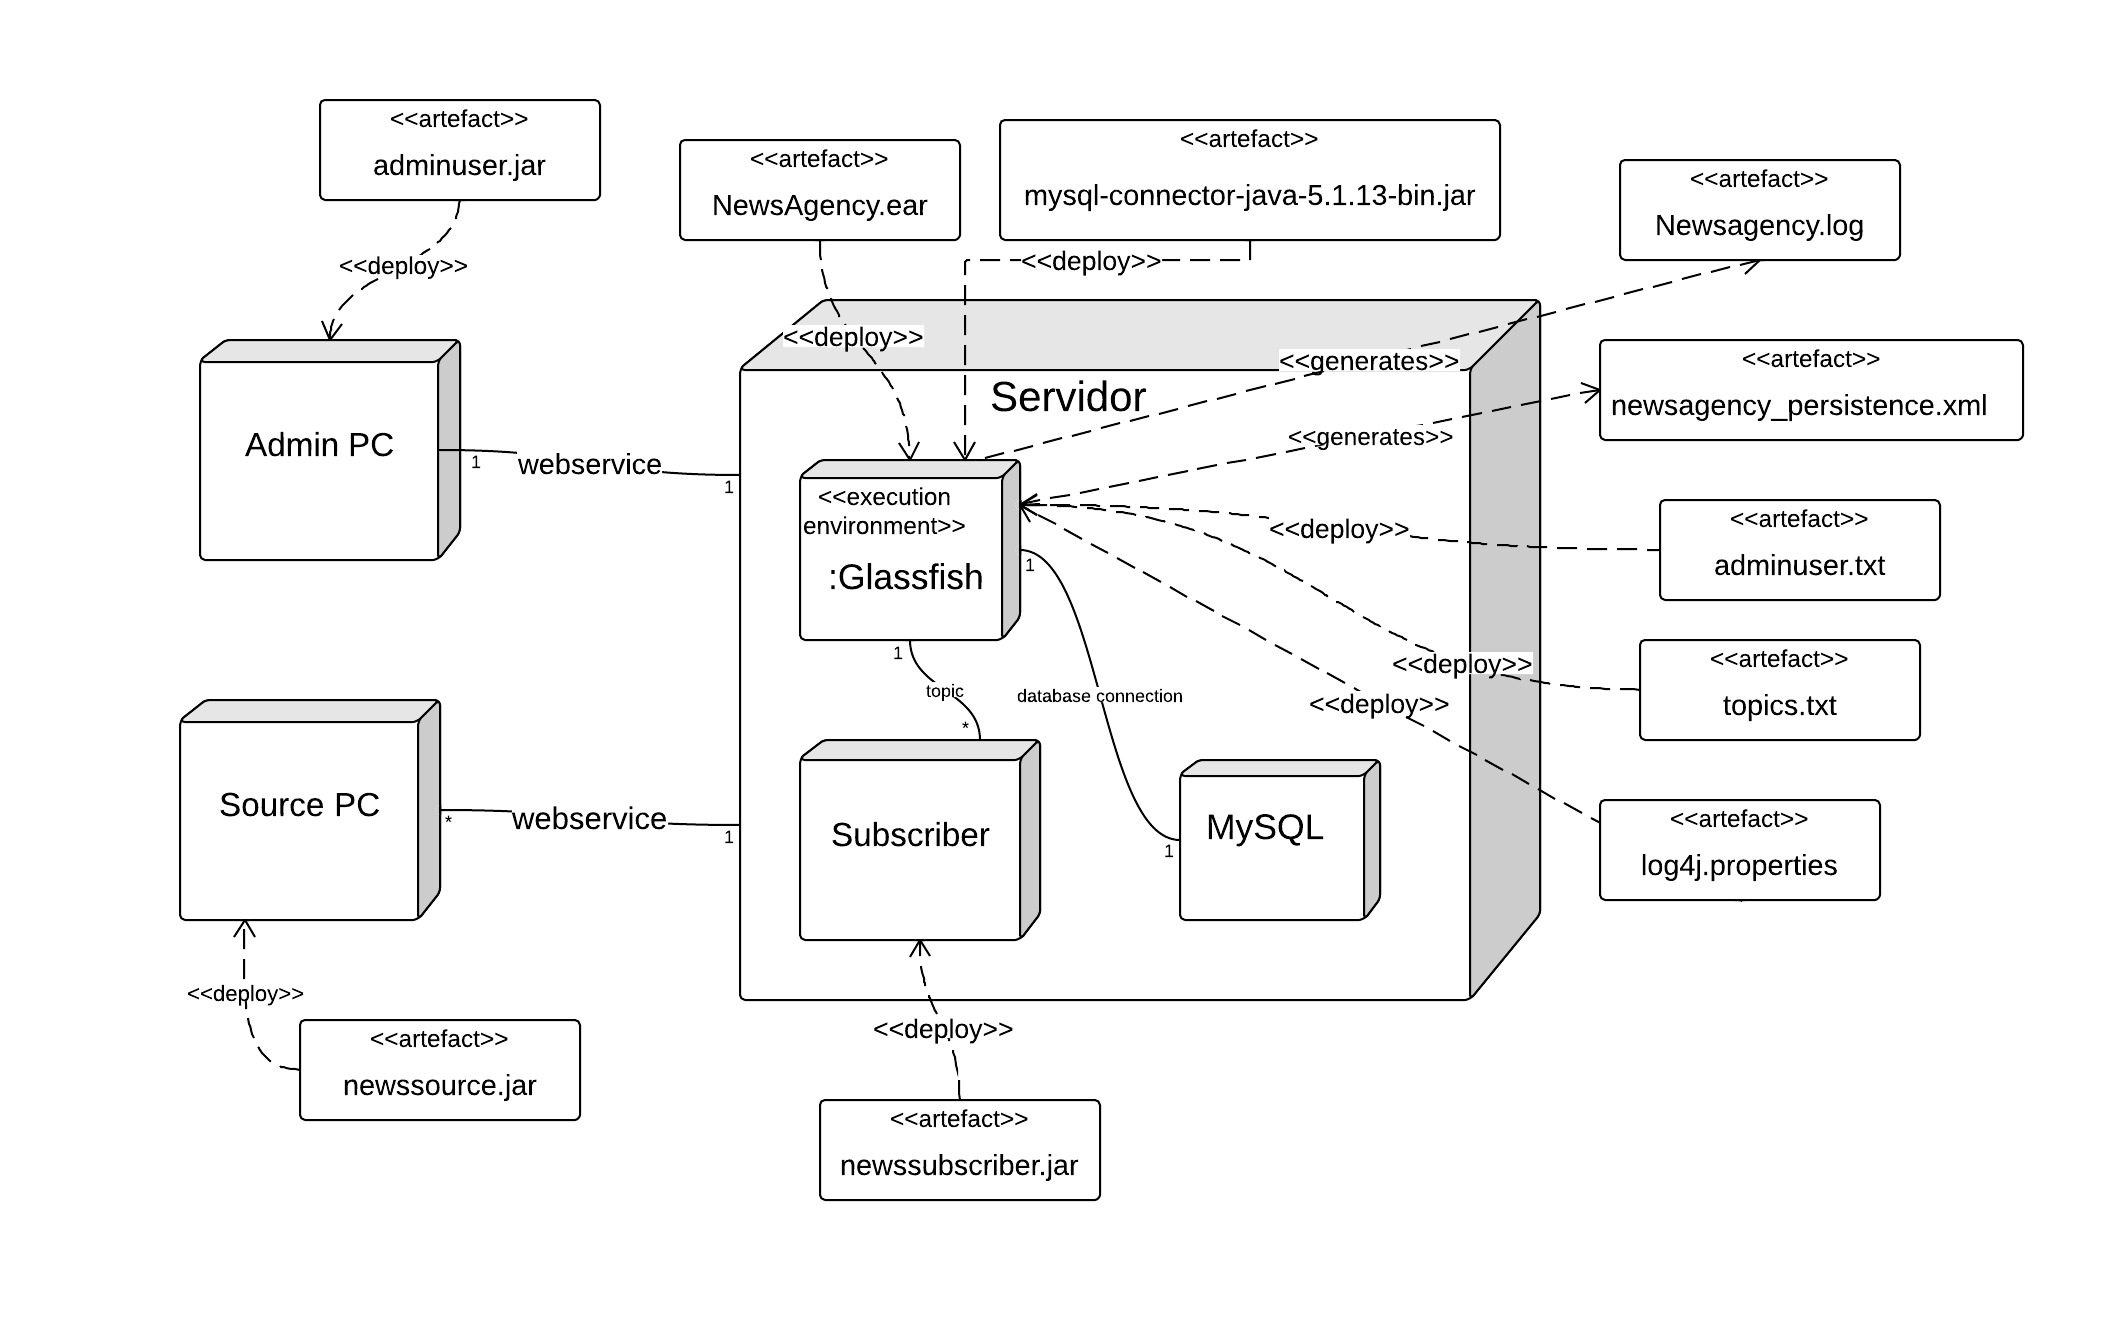 <<artefact>>
adminuser.jar
<<artefact>>
NewsAgency.ear
<<artefact>>
mysql-connector-java-5.1.13-bin.jar
<<artefact>>
Newsagency.log
<<deploy>>
<<deploy>>
<<deploy>>
<<generates>>
Servidor
<<artefact>>
newsagency_persistence.xml
<<generates>>
Admin PC
1
webservice
1
<<execution
environment>>
:Glassfish
<<deploy>>
<<artefact>>
adminuser.txt
1
1
topic
*
database connection
<<deploy>>
<<artefact>>
topics.txt
<<deploy>>
Source PC
*
webservice
1
Subscriber
1
MySQL
<<artefact>>
log4j.properties
<<deploy>>
<<artefact>>
newssource.jar
<<deploy>>
<<artefact>>
newssubscriber.jar